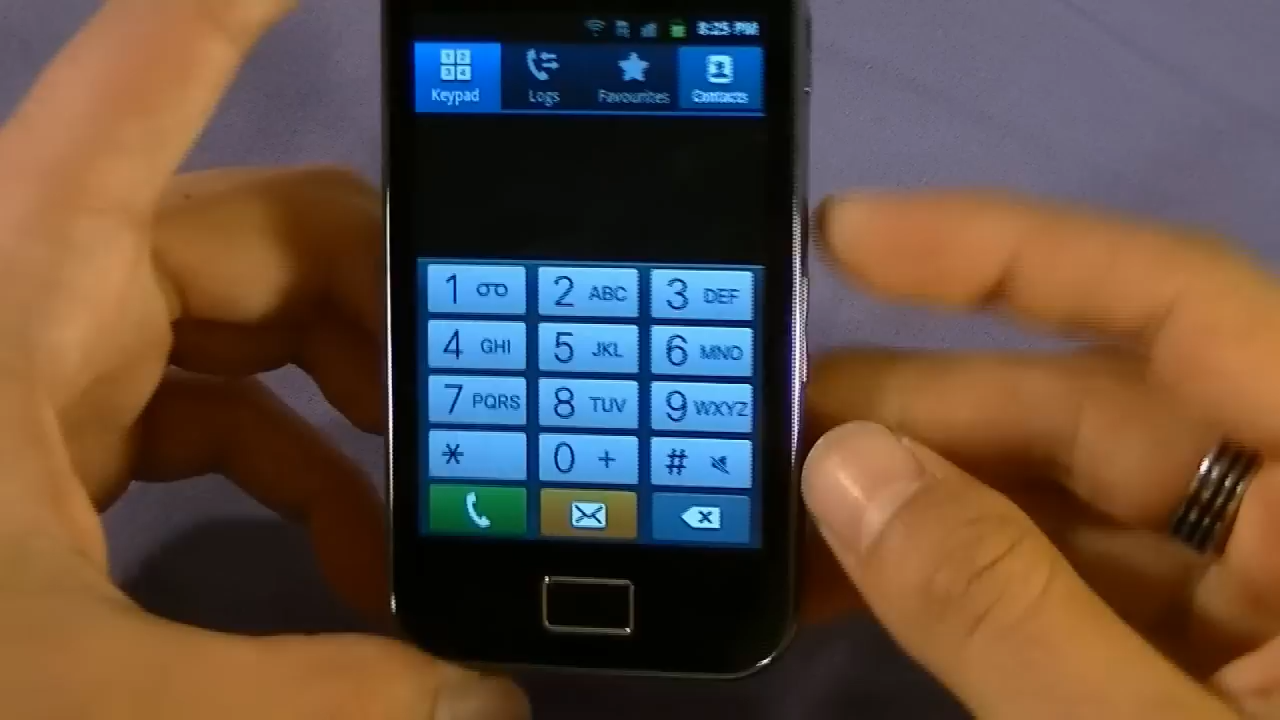 8:25 PM
Keypad Logs Favourites Contacts
1 2 ABC 3 DEF
4 GHI 5 JKL 6 MNO
7 PQRS 8 TUV 9 WXYZ
* 0 + #